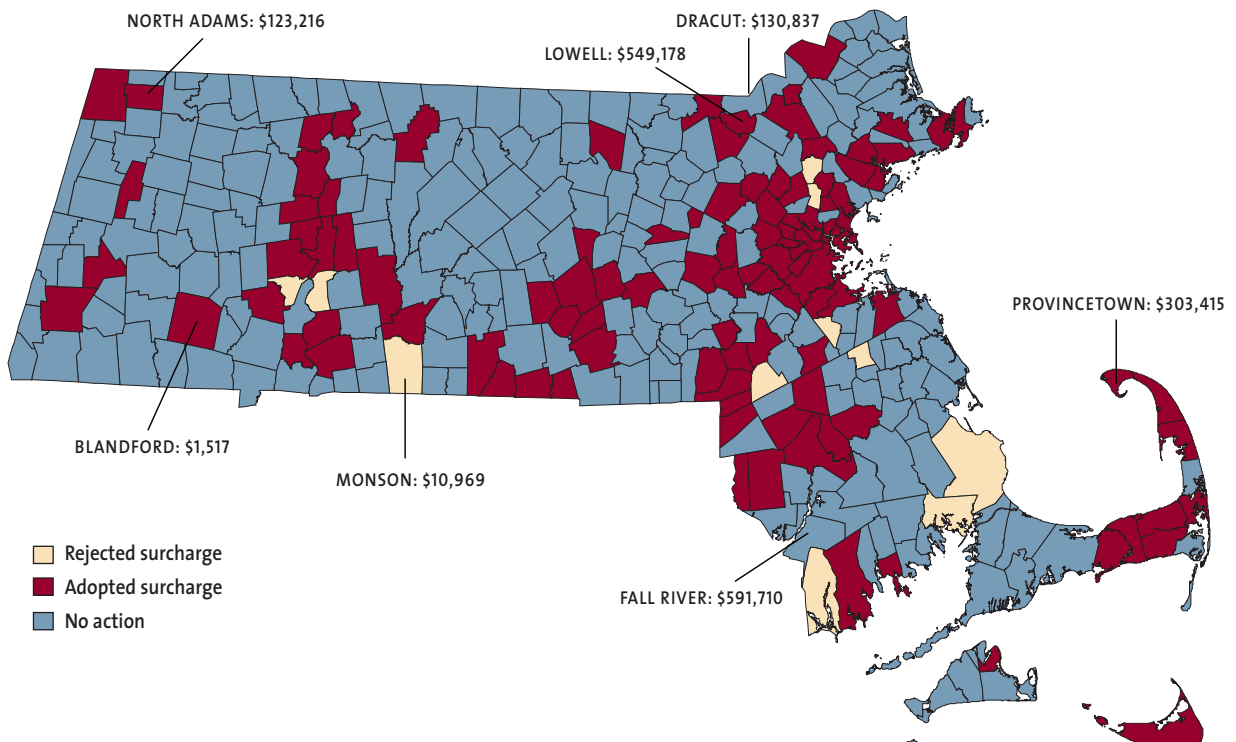 NORTH ADAMS: $123,216
DRACUT: $130,837
LOWELL: $549,178
PROVINCETOWN: $303,415
BLANDFORD: $1,517
MONSON: $10,969
Rejected surcharge
Adopted surcharge
No action
FALL RIVER: $591,710